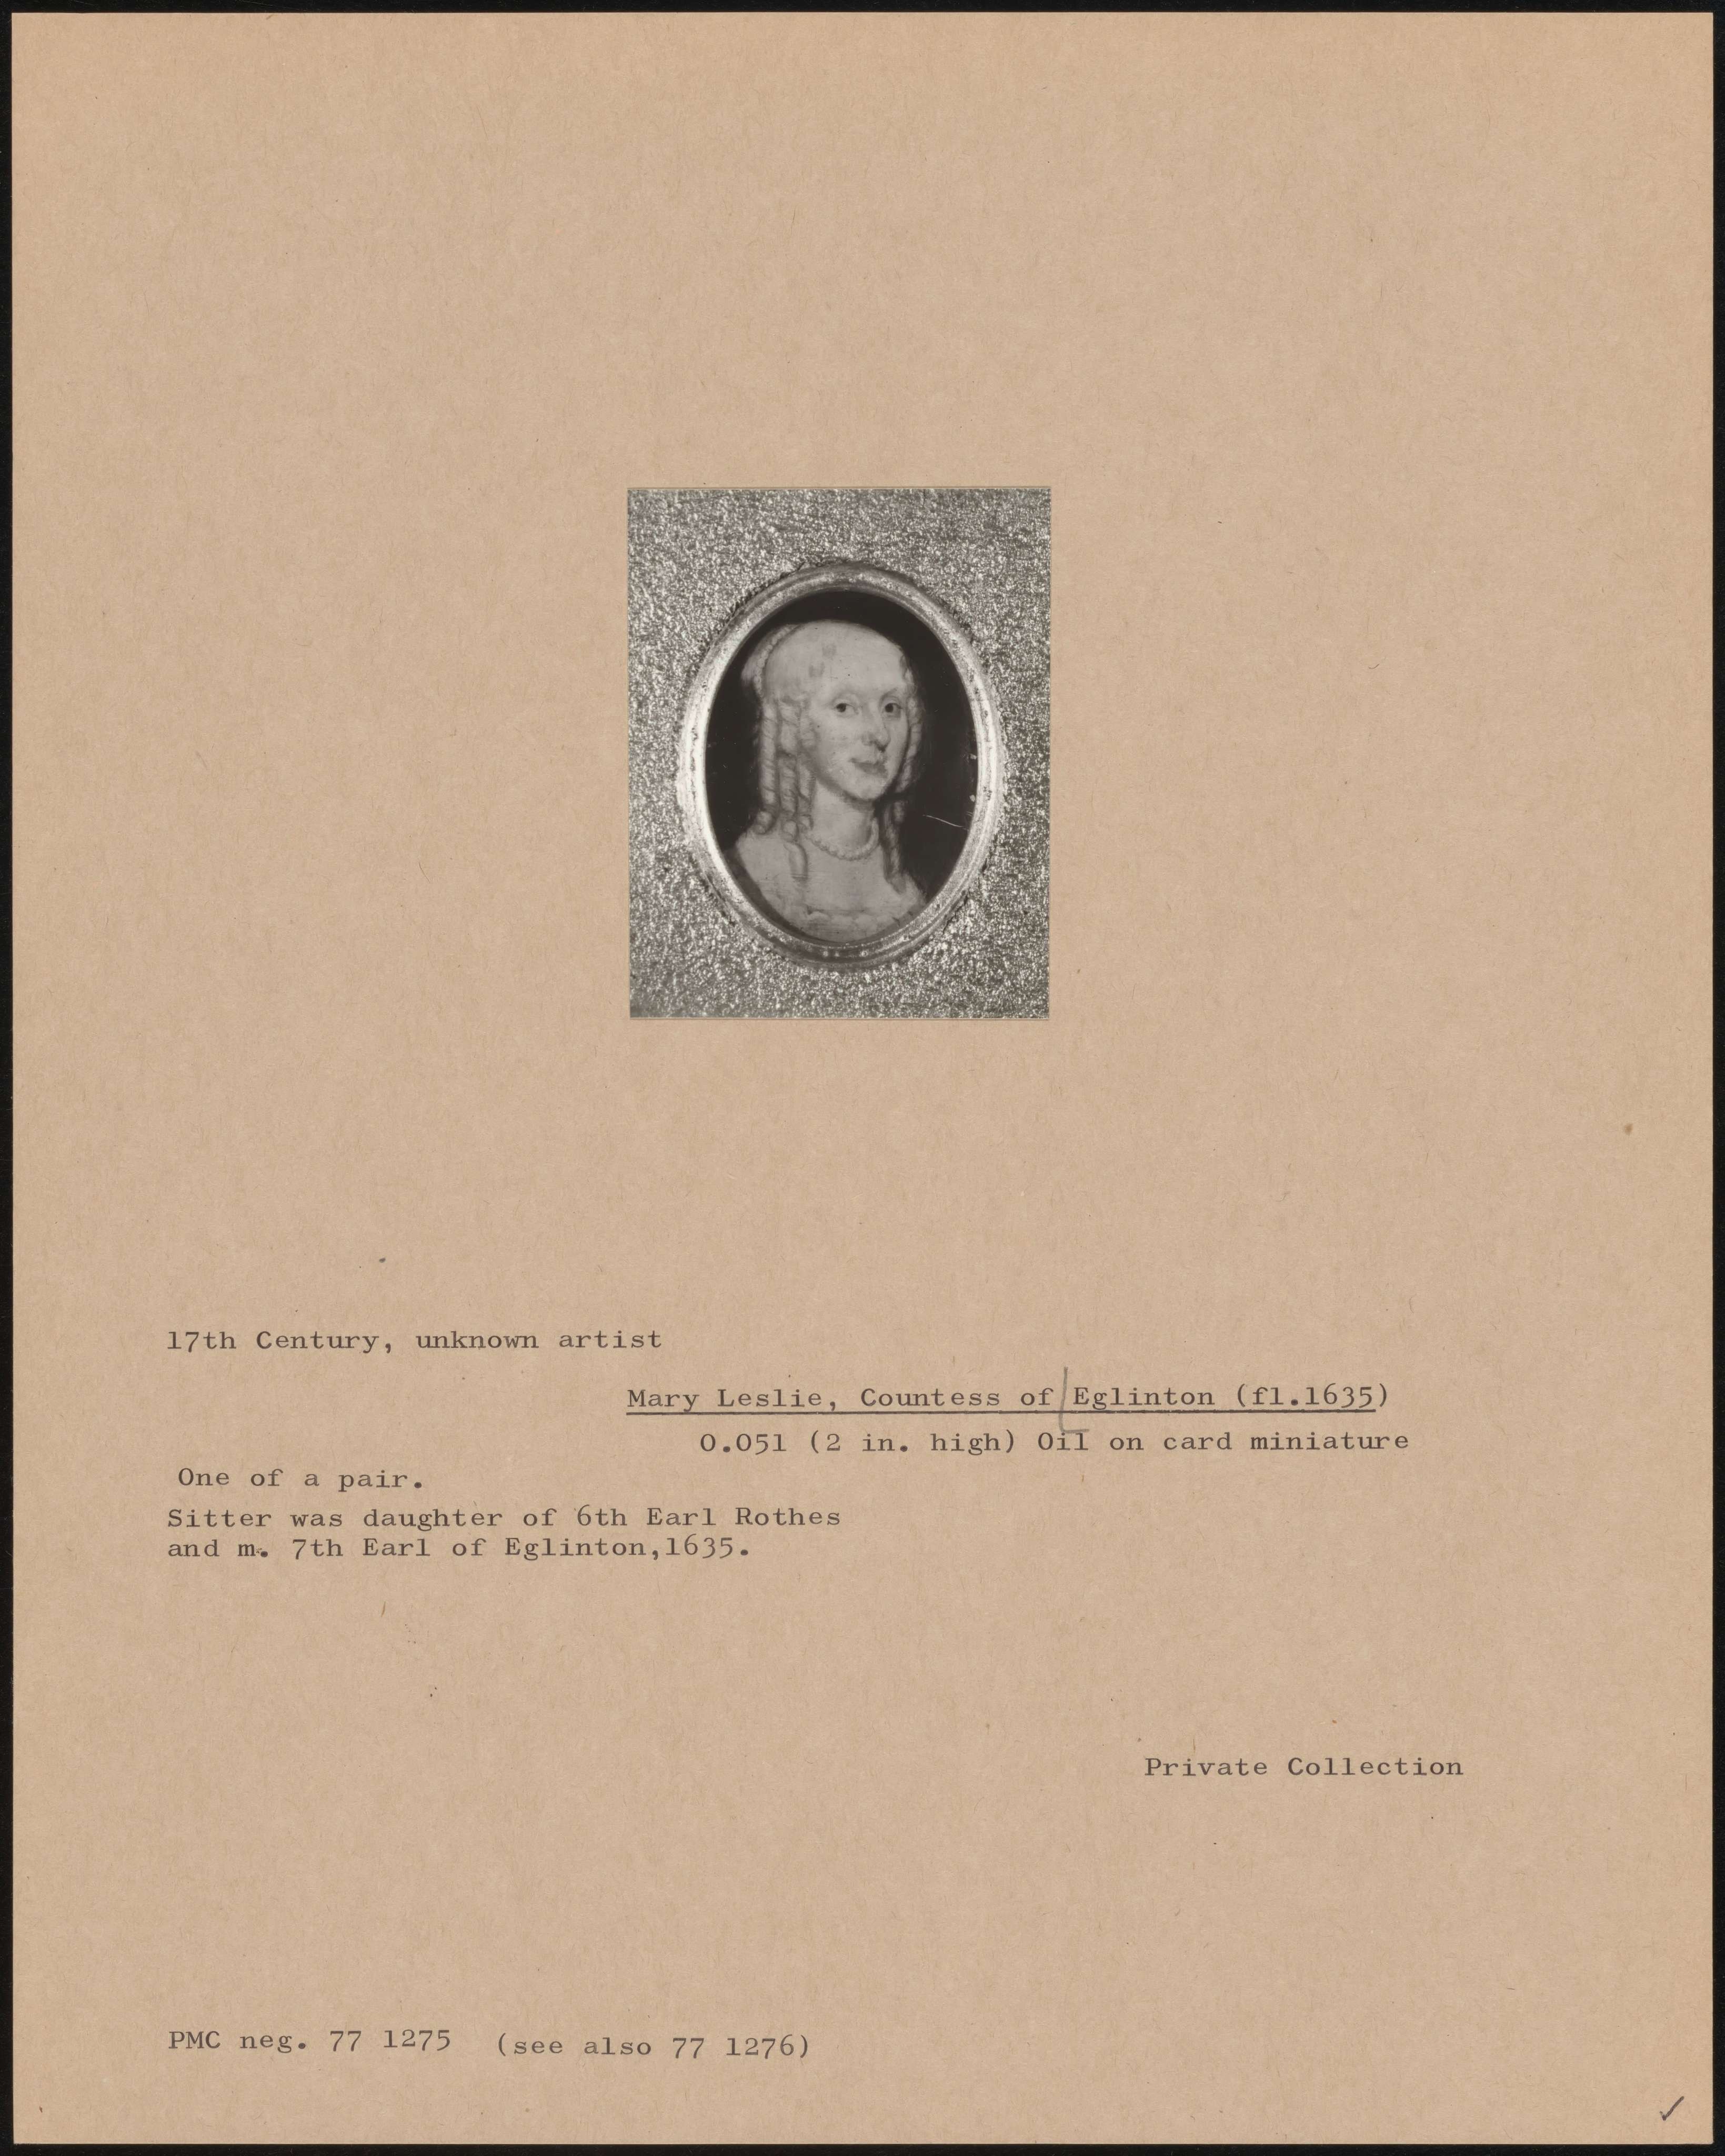 17th Century, unknown artist
Mary Leslie, Countess of Eglinton (fl.1635)
0.051 (2 in. high) Oil on card miniature
One of a pair.
Sitter was daughter of 6th Earl Rothes
and m. 7th Earl of Eglinton,1635.
Private Collection
PMC neg. 77 1275 (see also 77 1276)